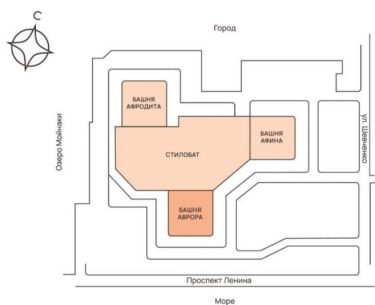 С
Город
БАШНЯ
АФРОДИТА
Озеро Мойнаки
СТИЛОБАТ
БАШНЯ
АФИНА
ул. Шевченко
БАШНЯ
АВРОРА
Проспект Ленина
Море